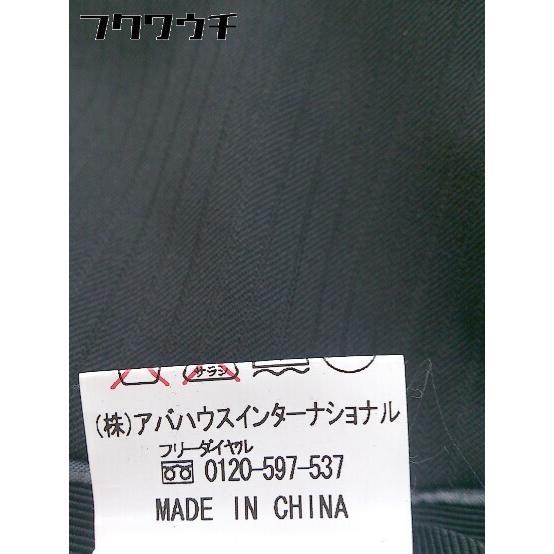 フクワウチ
サラシ
(株)アバハウスインターナショナル
フリーダイヤル
0120-597-537
MADE IN CHINA